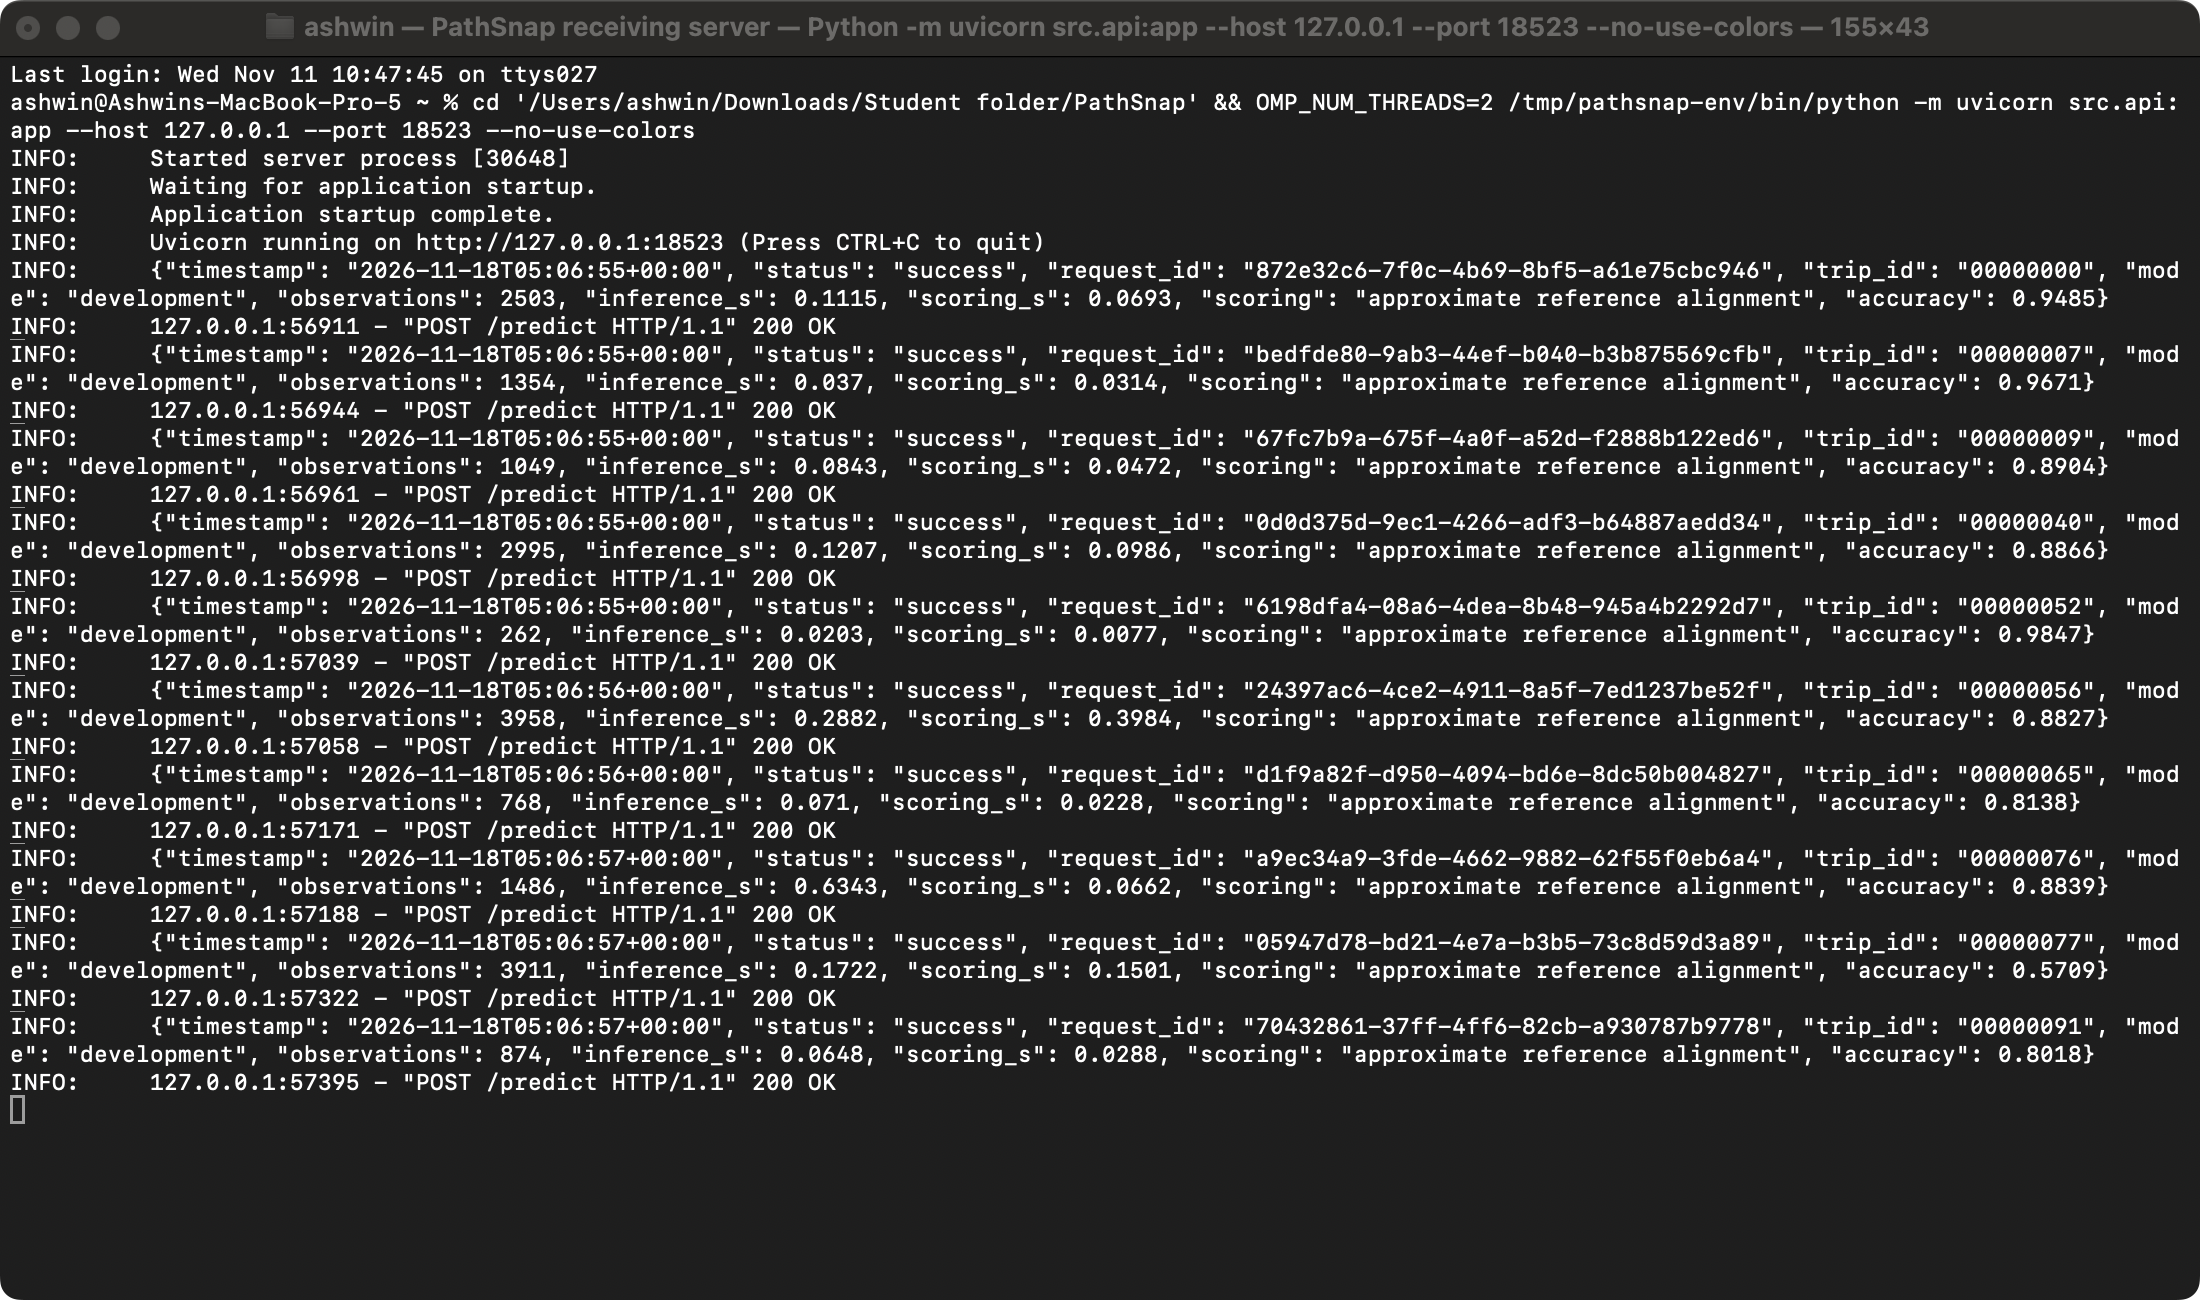 ashwin — PathSnap receiving server — Python -m uvicorn src.api:app --host 127.0.0.1 --port 18523 --no-use-colors — 155×43
Last login: Wed Nov 11 10:47:45 on ttys027
ashwin@Ashwins-MacBook-Pro-5 ~ % cd '/Users/ashwin/Downloads/Student folder/PathSnap' && OMP_NUM_THREADS=2 /tmp/pathsnap-env/bin/python -m uvicorn src.api:
app --host 127.0.0.1 --port 18523 --no-use-colors
INFO:     Started server process [30648]
INFO:     Waiting for application startup.
INFO:     Application startup complete.
INFO:     Uvicorn running on http://127.0.0.1:18523 (Press CTRL+C to quit)
INFO:     {"timestamp": "2026-11-18T05:06:55+00:00", "status": "success", "request_id": "872e32c6-7f0c-4b69-8bf5-a61e75cbc946", "trip_id": "00000000", "mod
e": "development", "observations": 2503, "inference_s": 0.1115, "scoring_s": 0.0693, "scoring": "approximate reference alignment", "accuracy": 0.9485}
INFO:     127.0.0.1:56911 - "POST /predict HTTP/1.1" 200 OK
INFO:     {"timestamp": "2026-11-18T05:06:55+00:00", "status": "success", "request_id": "bedfde80-9ab3-44ef-b040-b3b875569cfb", "trip_id": "00000007", "mod
e": "development", "observations": 1354, "inference_s": 0.037, "scoring_s": 0.0314, "scoring": "approximate reference alignment", "accuracy": 0.9671}
INFO:     127.0.0.1:56944 - "POST /predict HTTP/1.1" 200 OK
INFO:     {"timestamp": "2026-11-18T05:06:55+00:00", "status": "success", "request_id": "67fc7b9a-675f-4a0f-a52d-f2888b122ed6", "trip_id": "00000009", "mod
e": "development", "observations": 1049, "inference_s": 0.0843, "scoring_s": 0.0472, "scoring": "approximate reference alignment", "accuracy": 0.8904}
INFO:     127.0.0.1:56961 - "POST /predict HTTP/1.1" 200 OK
INFO:     {"timestamp": "2026-11-18T05:06:55+00:00", "status": "success", "request_id": "0d0d375d-9ec1-4266-adf3-b64887aedd34", "trip_id": "00000040", "mod
e": "development", "observations": 2995, "inference_s": 0.1207, "scoring_s": 0.0986, "scoring": "approximate reference alignment", "accuracy": 0.8866}
INFO:     127.0.0.1:56998 - "POST /predict HTTP/1.1" 200 OK
INFO:     {"timestamp": "2026-11-18T05:06:55+00:00", "status": "success", "request_id": "6198dfa4-08a6-4dea-8b48-945a4b2292d7", "trip_id": "00000052", "mod
e": "development", "observations": 262, "inference_s": 0.0203, "scoring_s": 0.0077, "scoring": "approximate reference alignment", "accuracy": 0.9847}
INFO:     127.0.0.1:57039 - "POST /predict HTTP/1.1" 200 OK
INFO:     {"timestamp": "2026-11-18T05:06:56+00:00", "status": "success", "request_id": "24397ac6-4ce2-4911-8a5f-7ed1237be52f", "trip_id": "00000056", "mod
e": "development", "observations": 3958, "inference_s": 0.2882, "scoring_s": 0.3984, "scoring": "approximate reference alignment", "accuracy": 0.8827}
INFO:     127.0.0.1:57058 - "POST /predict HTTP/1.1" 200 OK
INFO:     {"timestamp": "2026-11-18T05:06:56+00:00", "status": "success", "request_id": "d1f9a82f-d950-4094-bd6e-8dc50b004827", "trip_id": "00000065", "mod
e": "development", "observations": 768, "inference_s": 0.071, "scoring_s": 0.0228, "scoring": "approximate reference alignment", "accuracy": 0.8138}
INFO:     127.0.0.1:57171 - "POST /predict HTTP/1.1" 200 OK
INFO:     {"timestamp": "2026-11-18T05:06:57+00:00", "status": "success", "request_id": "a9ec34a9-3fde-4662-9882-62f55f0eb6a4", "trip_id": "00000076", "mod
e": "development", "observations": 1486, "inference_s": 0.6343, "scoring_s": 0.0662, "scoring": "approximate reference alignment", "accuracy": 0.8839}
INFO:     127.0.0.1:57188 - "POST /predict HTTP/1.1" 200 OK
INFO:     {"timestamp": "2026-11-18T05:06:57+00:00", "status": "success", "request_id": "05947d78-bd21-4e7a-b3b5-73c8d59d3a89", "trip_id": "00000077", "mod
e": "development", "observations": 3911, "inference_s": 0.1722, "scoring_s": 0.1501, "scoring": "approximate reference alignment", "accuracy": 0.5709}
INFO:     127.0.0.1:57322 - "POST /predict HTTP/1.1" 200 OK
INFO:     {"timestamp": "2026-11-18T05:06:57+00:00", "status": "success", "request_id": "70432861-37ff-4ff6-82cb-a930787b9778", "trip_id": "00000091", "mod
e": "development", "observations": 874, "inference_s": 0.0648, "scoring_s": 0.0288, "scoring": "approximate reference alignment", "accuracy": 0.8018}
INFO:     127.0.0.1:57395 - "POST /predict HTTP/1.1" 200 OK